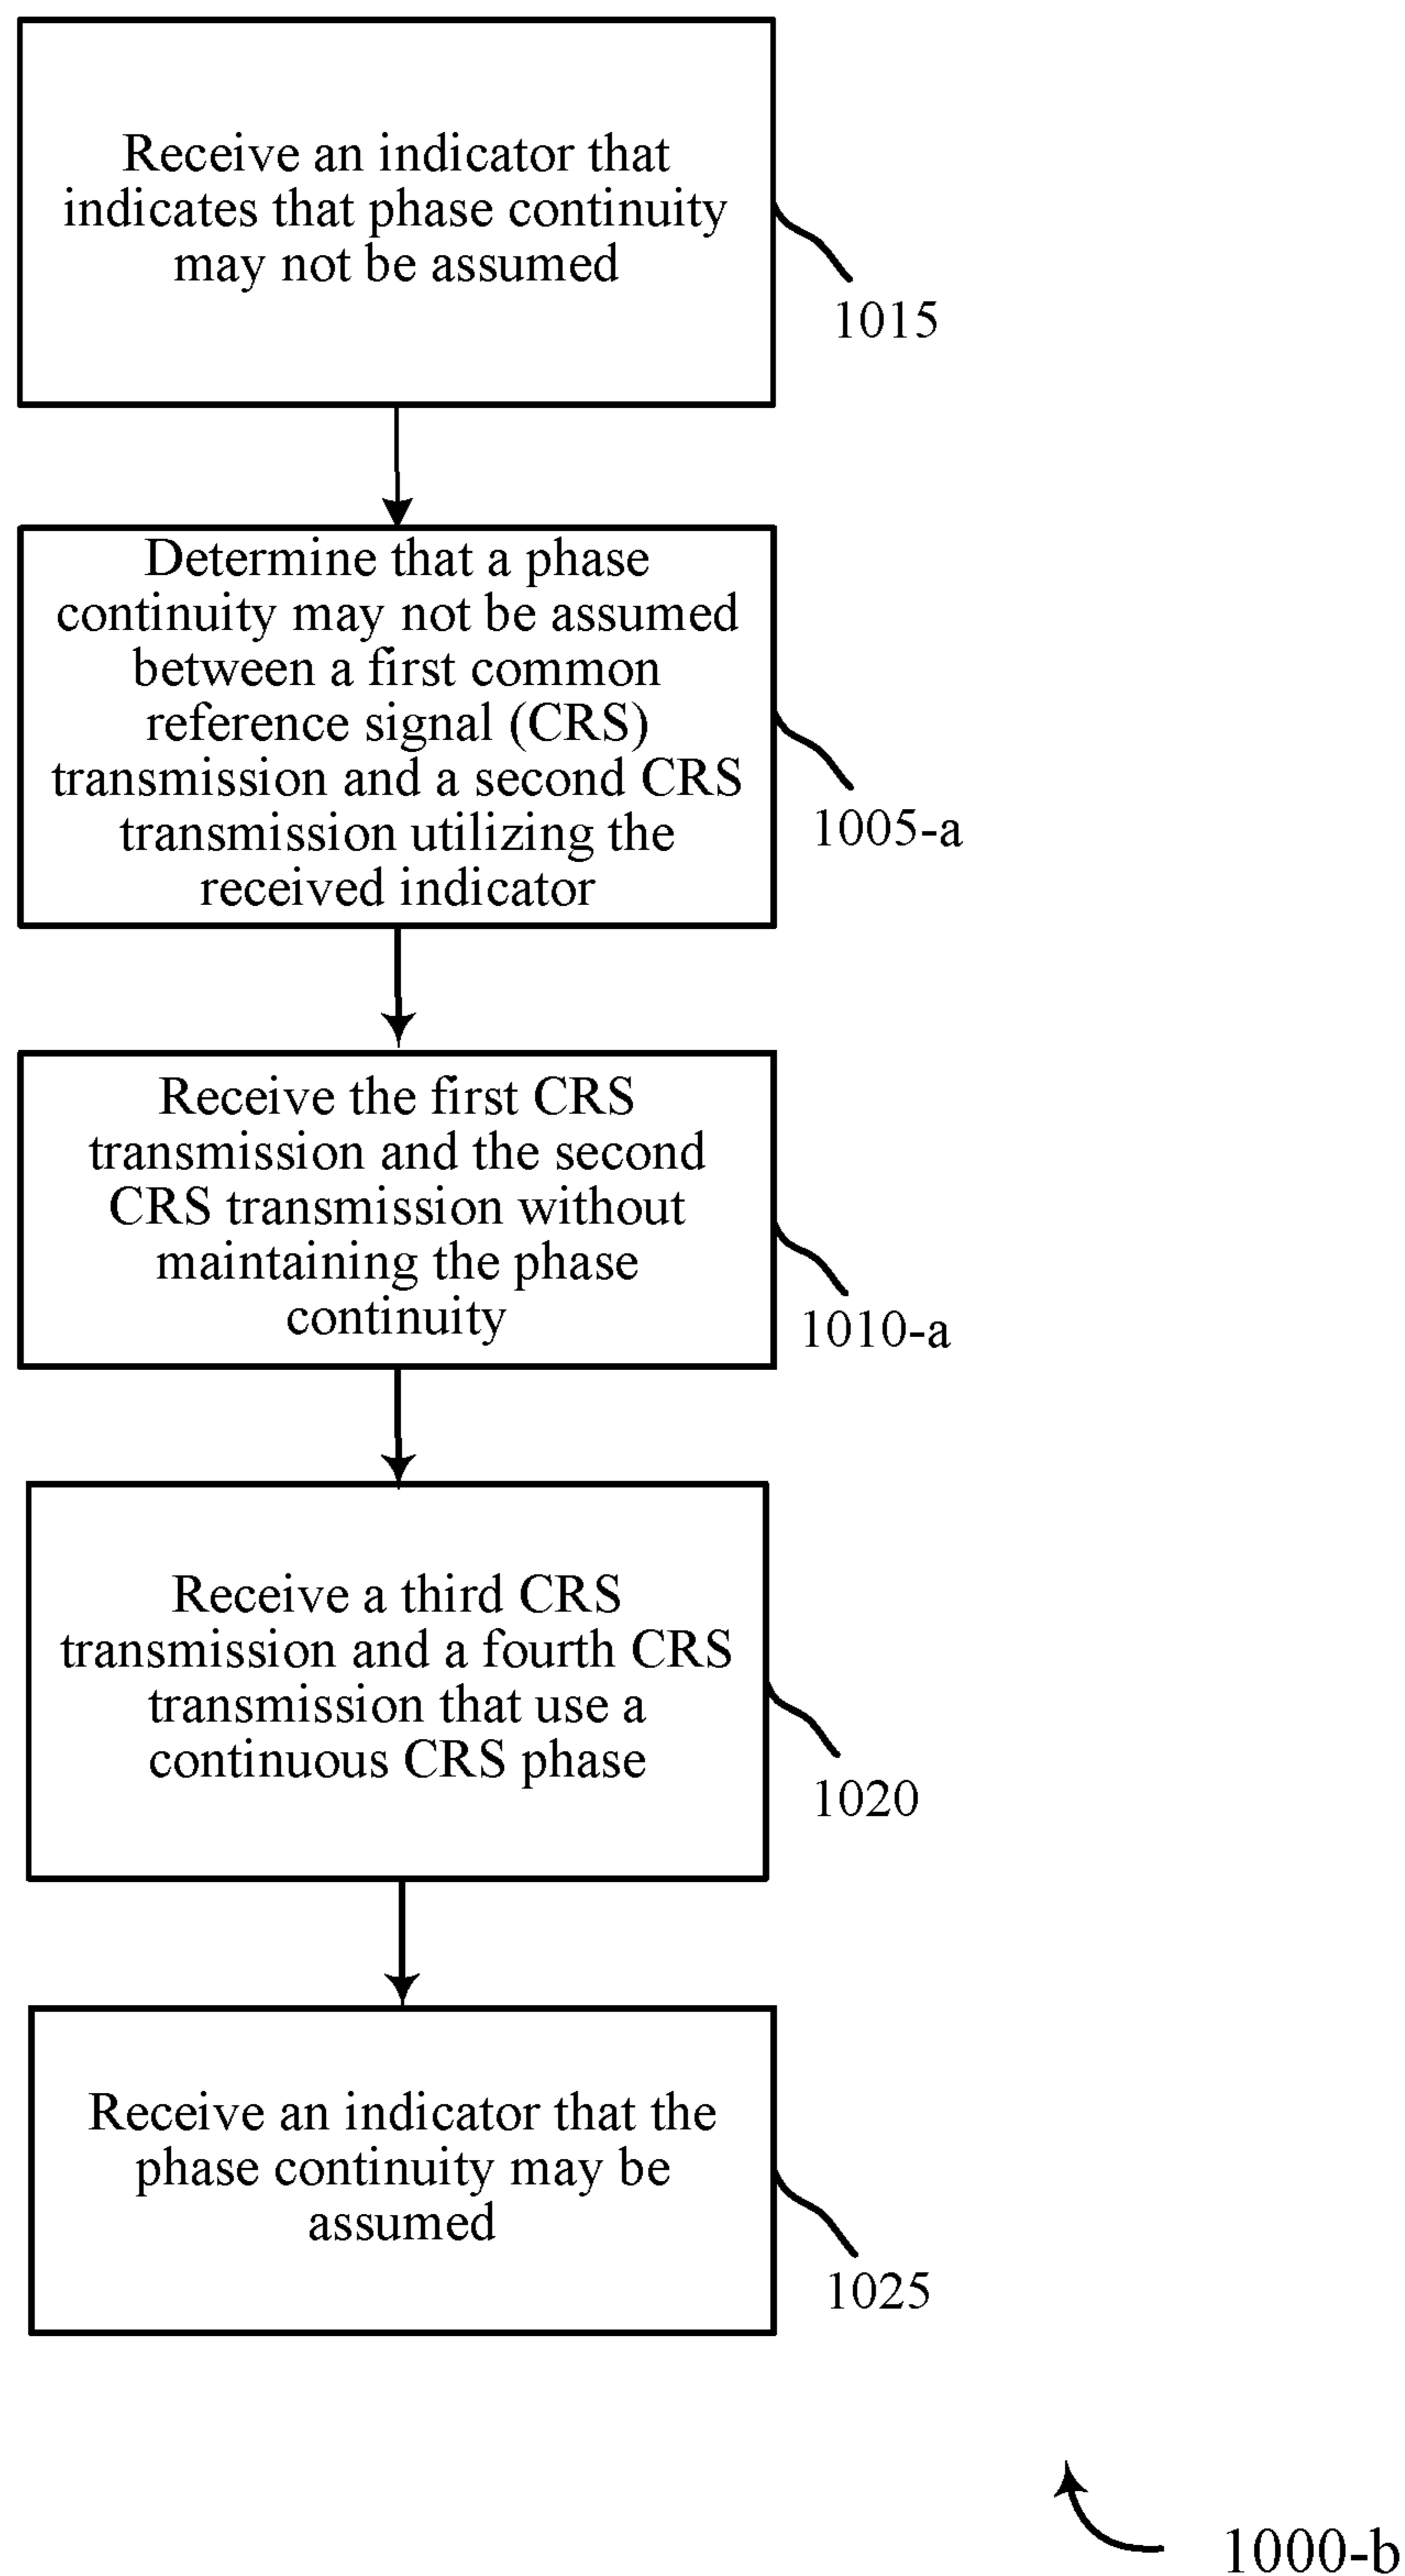 Receive an indicator that
indicates that phase continuity
may not be assumed
1015
Determine that a phase
continuity may not be assumed
between a first common
reference signal (CRS)
transmission and a second CRS
transmission utilizing the
received indicator
1005-a
Receive the first CRS
transmission and the second
CRS transmission without
maintaining the phase
continuity
1010-a
Receive a third CRS
transmission and a fourth CRS
transmission that use a
continuous CRS phase
1020
Receive an indicator that the
phase continuity may be
assumed
1025
1000-b